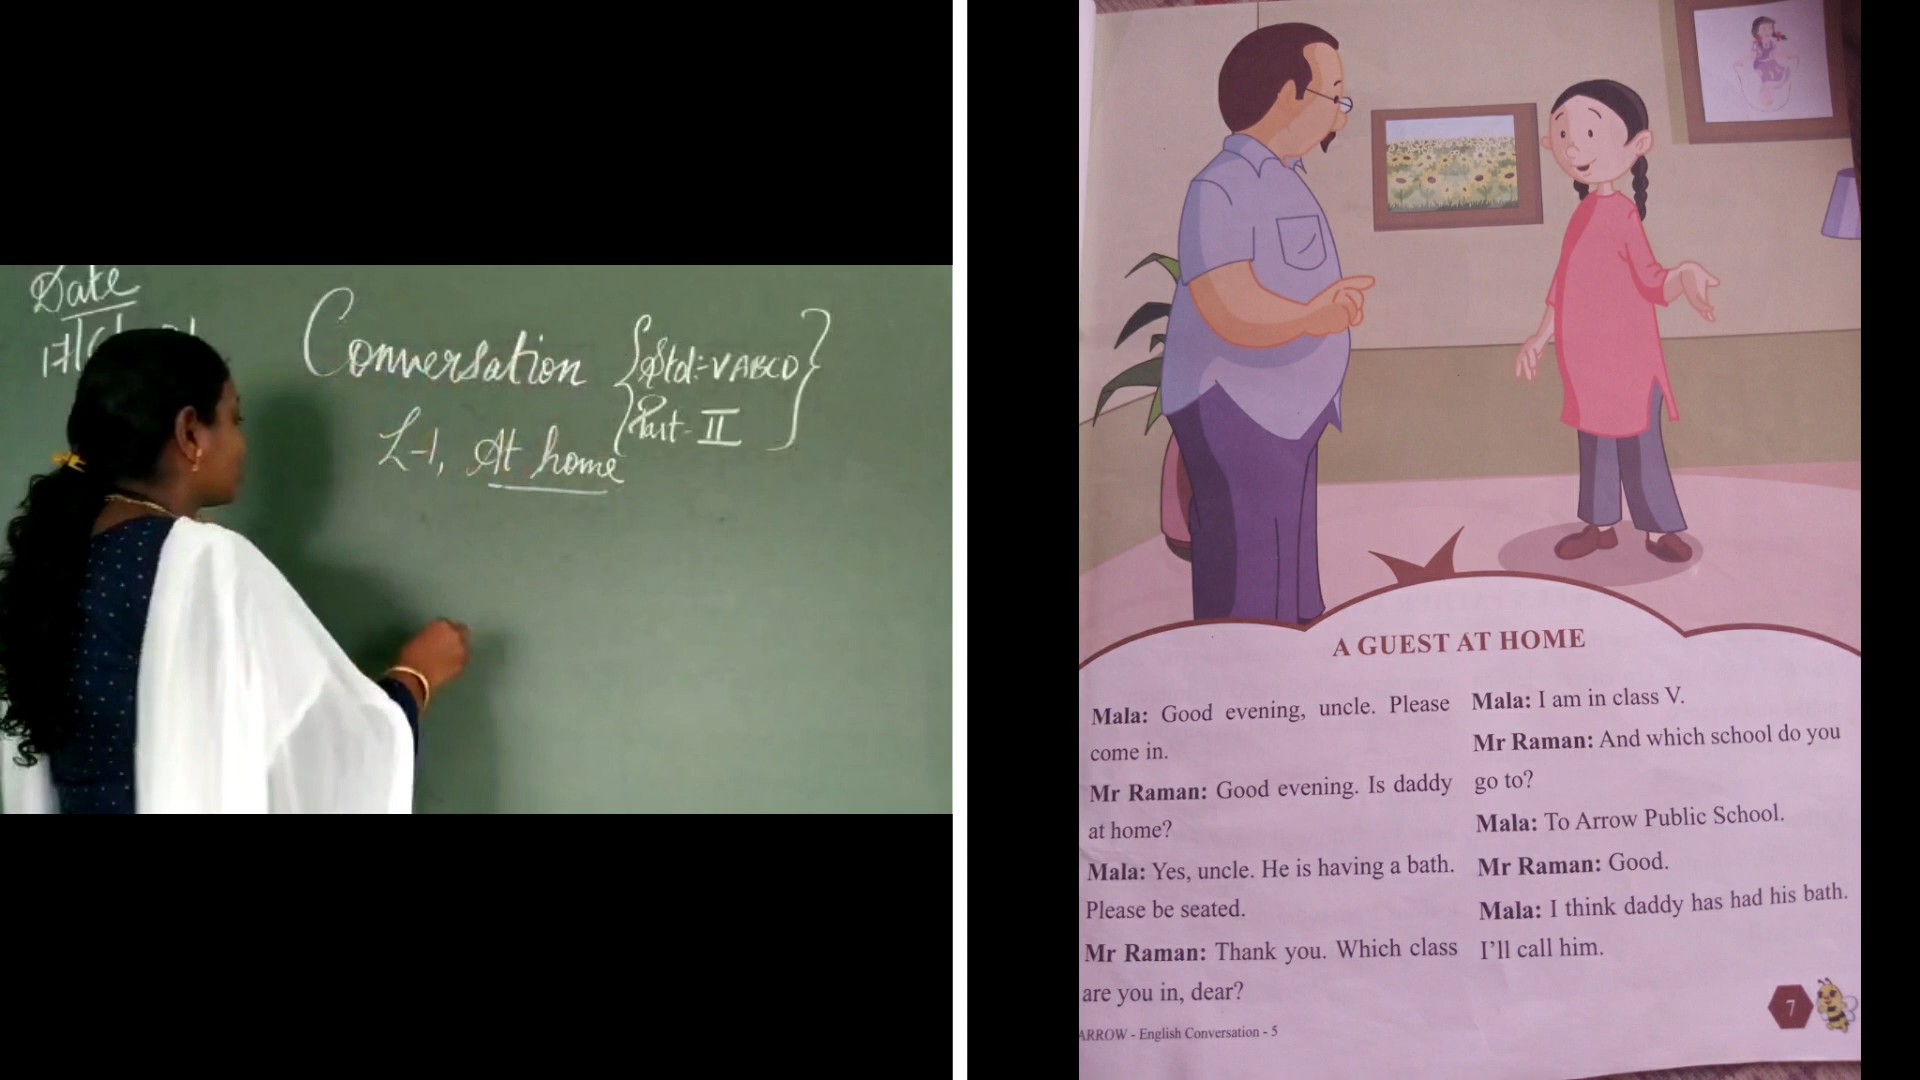 Date
Conversation {Std:- V ABCD}
Part - II
L-1, At home
A GUEST AT HOME
Mala: Good evening, uncle. Please
come in.
Mr Raman: Good evening. Is daddy
at home?
Mala: Yes, uncle. He is having a bath.
Please be seated.
Mr Raman: Thank you. Which class
are you in, dear?
Mala: I am in class V.
Mr Raman: And which school do you
go to?
Mala: To Arrow Public School.
Mr Raman: Good.
Mala: I think daddy has had his bath.
I'll call him.
ARROW - English Conversation - 5
7